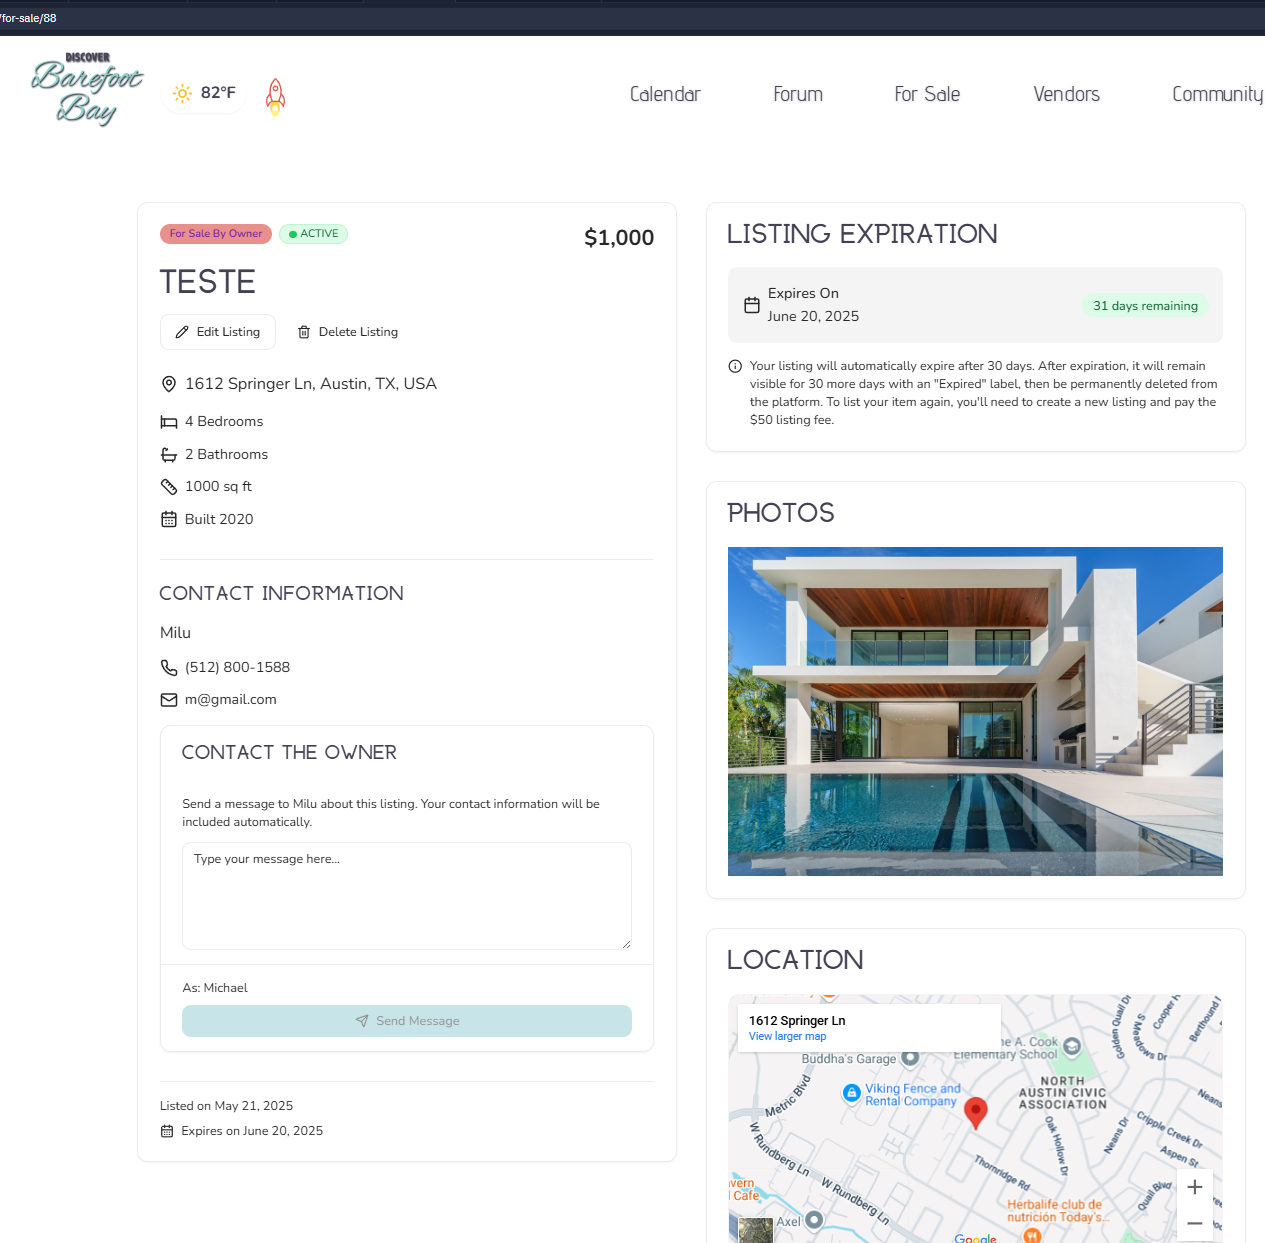 /for-sale/88
DISCOVER
Barefoot
Bay
82°F
Calendar
Forum
For Sale
Vendors
Community
For Sale By Owner
ACTIVE
$1,000
TESTE
Edit Listing
Delete Listing
1612 Springer Ln, Austin, TX, USA
4 Bedrooms
2 Bathrooms
1000 sq ft
Built 2020
CONTACT INFORMATION
Milu
(512) 800-1588
m@gmail.com
CONTACT THE OWNER
Send a message to Milu about this listing. Your contact information will be
included automatically.
Type your message here...
As: Michael
Send Message
Listed on May 21, 2025
Expires on June 20, 2025
LISTING EXPIRATION
Expires On
June 20, 2025
31 days remaining
Your listing will automatically expire after 30 days. After expiration, it will remain
visible for 30 more days with an "Expired" label, then be permanently deleted from
the platform. To list your item again, you'll need to create a new listing and pay the
$50 listing fee.
PHOTOS
LOCATION
1612 Springer Ln
View larger map
Buddha's Garage
ne A. Cook
Elementary School
Golden Quail Dr
S Meadows Dr
Cooper H
Berthound
Metric Blvd
Viking Fence and
Rental Company
NORTH
AUSTIN CIVIC
ASSOCIATION
Neans
Cripple Creek Dr
Aspen St
Neans Dr
Oak Hollow Dr
W Rundberg Ln
W Rundberg Ln
Thornridge Rd
Quail Blvd
vern
Cafe
Axel
Herbalife club de
nutrición Today's...
Google